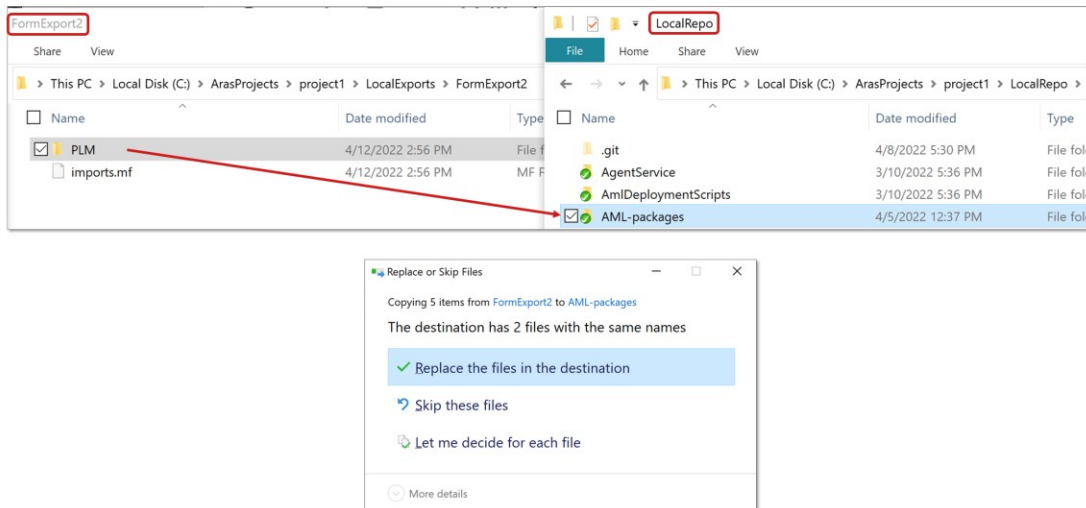 FormExport2
Share View
This PC > Local Disk (C:) > ArasProjects > project1 > LocalExports > FormExport2
Name Date modified Type
PLM 4/12/2022 2:56 PM File f
imports.mf 4/12/2022 2:56 PM MF F
LocalRepo
File Home Share View
This PC > Local Disk (C:) > ArasProjects > project1 > LocalRepo >
Name Date modified Type
.git 4/8/2022 5:30 PM File fol
AgentService 3/10/2022 5:36 PM File fol
AmlDeploymentScripts 3/10/2022 5:36 PM File fol
AML-packages 4/5/2022 12:37 PM File fol
Replace or Skip Files
Copying 5 items from FormExport2 to AML-packages
The destination has 2 files with the same names
Replace the files in the destination
Skip these files
Let me decide for each file
More details